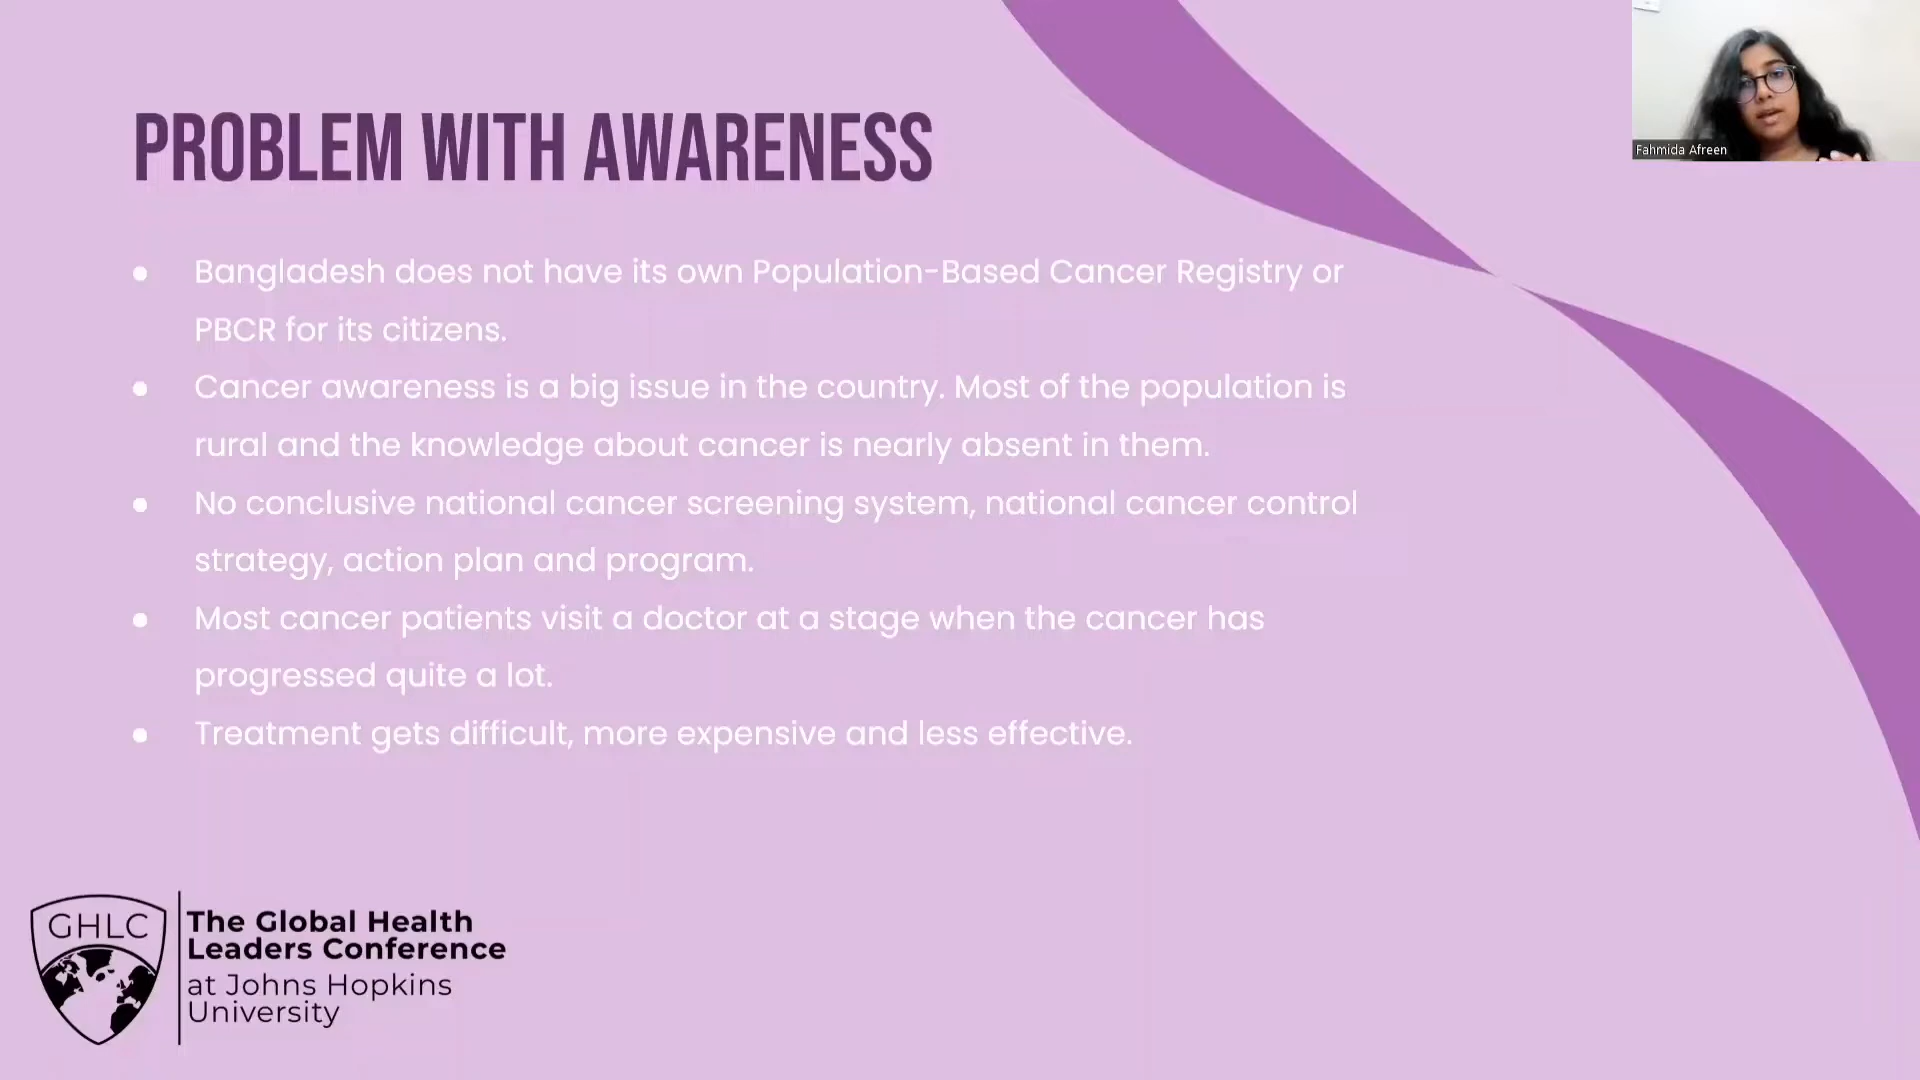 PROBLEM WITH AWARENESS
Fahmida Afreen
● Bangladesh does not have its own Population-Based Cancer Registry or
PBCR for its citizens.
● Cancer awareness is a big issue in the country. Most of the population is
rural and the knowledge about cancer is nearly absent in them.
● No conclusive national cancer screening system, national cancer control
strategy, action plan and program.
● Most cancer patients visit a doctor at a stage when the cancer has
progressed quite a lot.
● Treatment gets difficult, more expensive and less effective.
GHLC
The Global Health
Leaders Conference
at Johns Hopkins
University